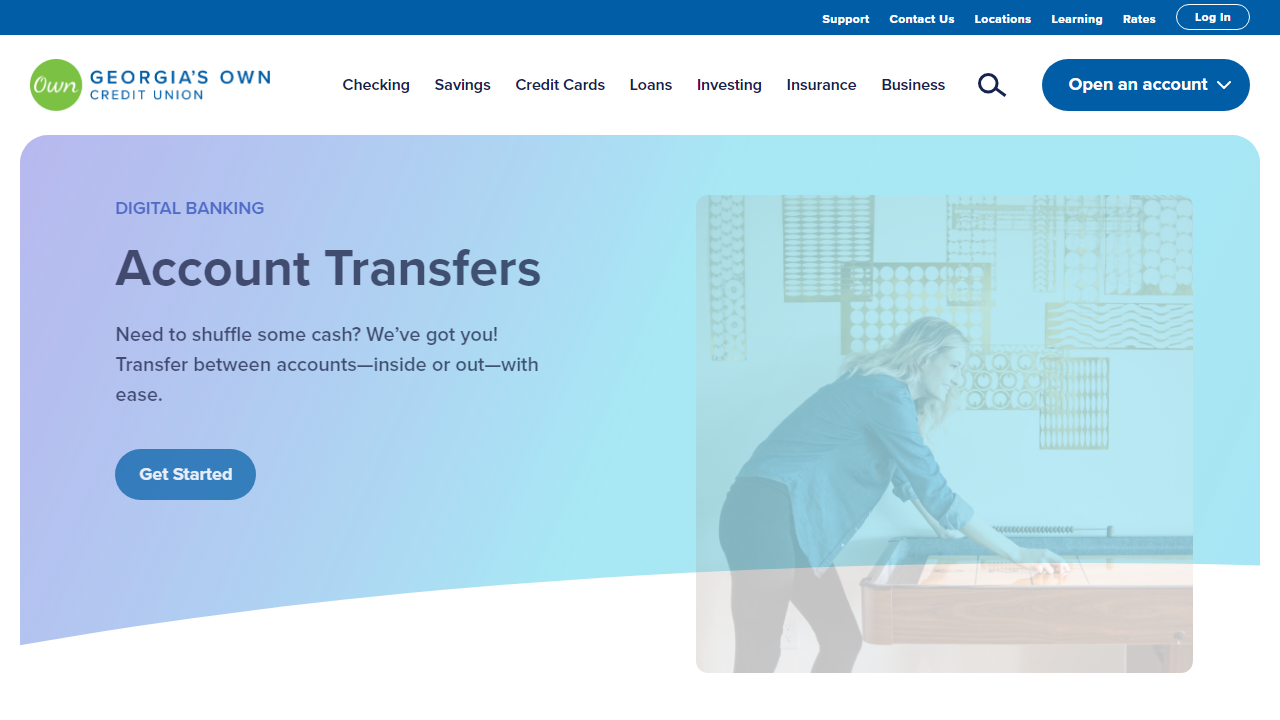 Support Contact Us Locations Learning Rates Log In
Own GEORGIA'S OWN
CREDIT UNION
Checking Savings Credit Cards Loans Investing Insurance Business Open an account
DIGITAL BANKING
Account Transfers
Need to shuffle some cash? We’ve got you!
Transfer between accounts—inside or out—with
ease.
Get Started